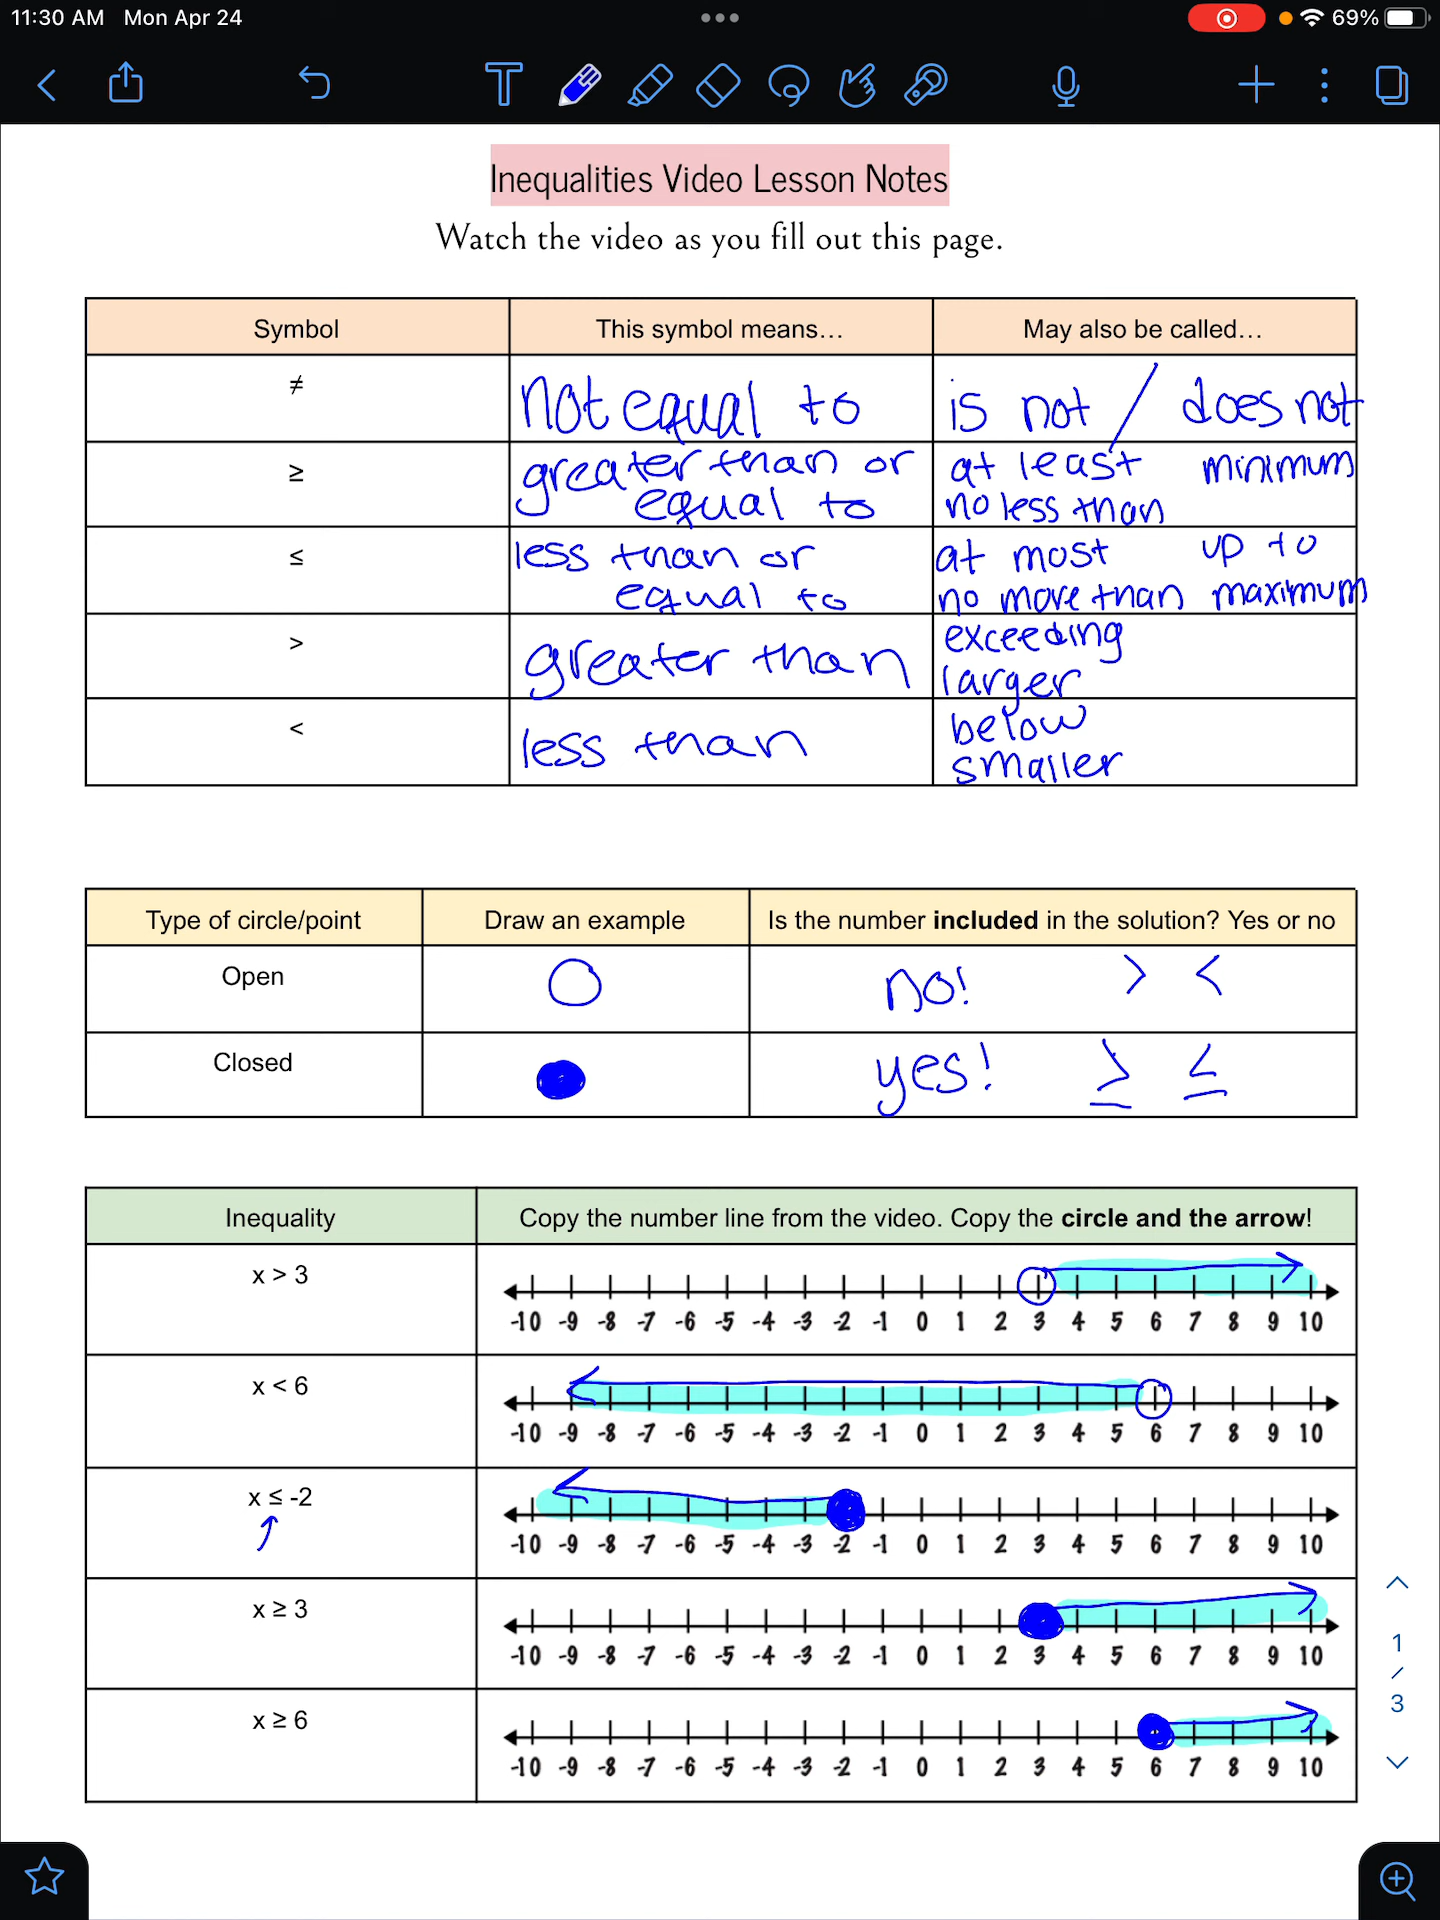 11:30 AM Mon Apr 24
69%
Inequalities Video Lesson Notes
Watch the video as you fill out this page.
Symbol This symbol means... May also be called...
≠ not equal to is not / does not
≥ greater than or equal to at least minimum no less than
≤ less than or equal to at most up to no more than maximum
> greater than exceeding larger
< less than below smaller
Type of circle/point Draw an example Is the number included in the solution? Yes or no
Open no! > <
Closed yes! ≥ ≤
Inequality Copy the number line from the video. Copy the circle and the arrow!
x > 3
-10 -9 -8 -7 -6 -5 -4 -3 -2 -1 0 1 2 3 4 5 6 7 8 9 10
x < 6
-10 -9 -8 -7 -6 -5 -4 -3 -2 -1 0 1 2 3 4 5 6 7 8 9 10
x ≤ -2
-10 -9 -8 -7 -6 -5 -4 -3 -2 -1 0 1 2 3 4 5 6 7 8 9 10
x ≥ 3
-10 -9 -8 -7 -6 -5 -4 -3 -2 -1 0 1 2 3 4 5 6 7 8 9 10
x ≥ 6
-10 -9 -8 -7 -6 -5 -4 -3 -2 -1 0 1 2 3 4 5 6 7 8 9 10
1
/
3